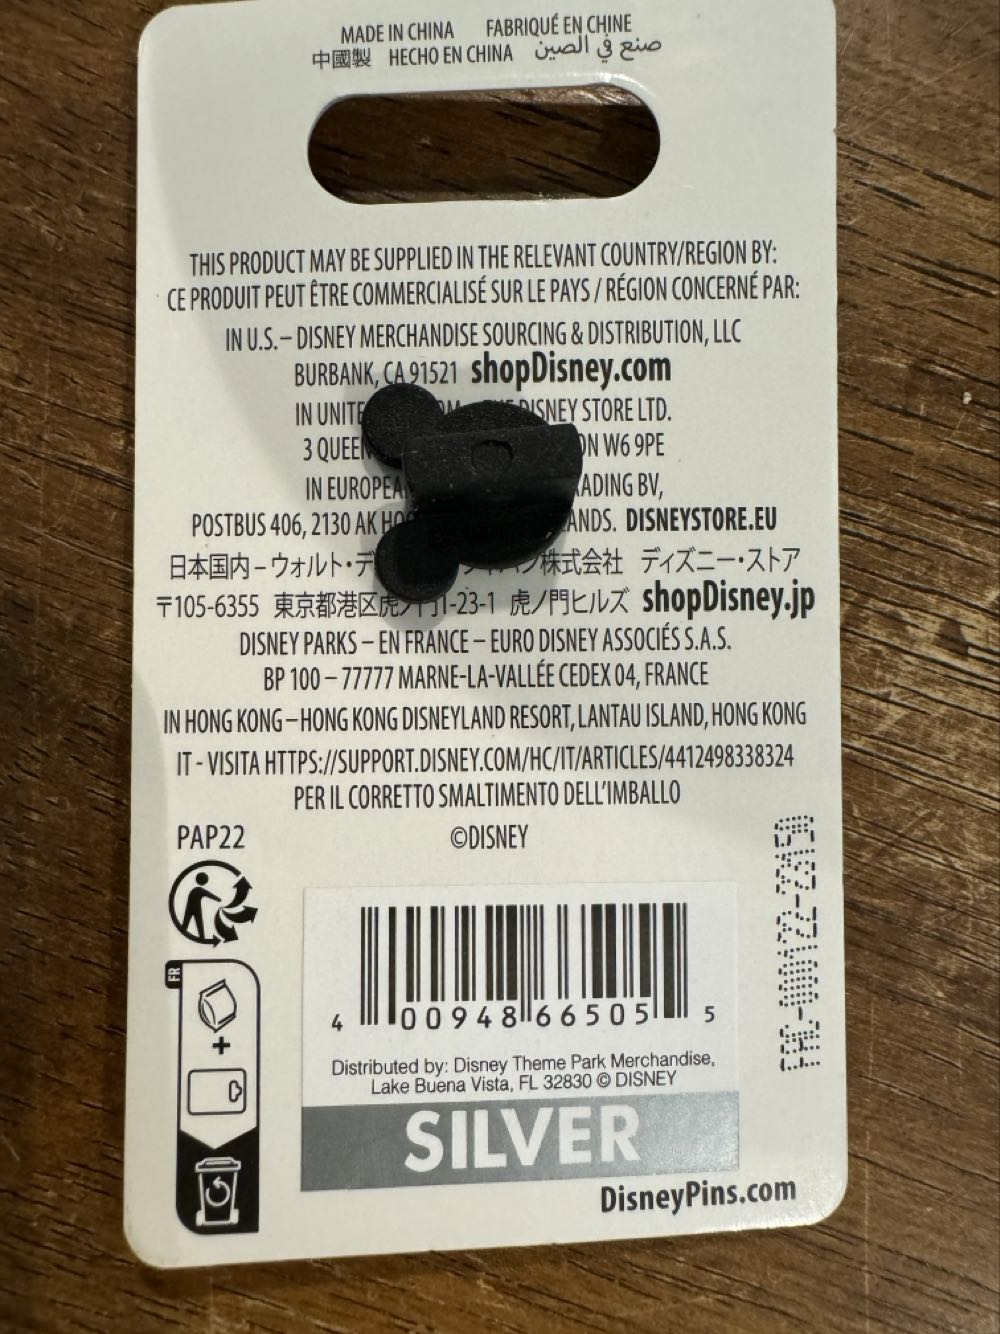 MADE IN CHINA FABRIQUÉ EN CHINE
中國製 HECHO EN CHINA صنع في الصين
THIS PRODUCT MAY BE SUPPLIED IN THE RELEVANT COUNTRY/REGION BY:
CE PRODUIT PEUT ÊTRE COMMERCIALISÉ SUR LE PAYS / RÉGION CONCERNÉ PAR:
IN U.S.– DISNEY MERCHANDISE SOURCING & DISTRIBUTION, LLC
BURBANK, CA 91521 shopDisney.com
IN DISNEY STORE LTD.
3 QUEEN W6 9PE
IN EUROPEAN BV,
POSTBUS 406, 2130 AK DISNEYSTORE.EU
日本国内 – ウォルト・ 株式会社 ディズニー・ストア
〒105-6355 東京都港区虎ノ門1-23-1 虎ノ門ヒルズ shopDisney.jp
DISNEY PARKS – EN FRANCE – EURO DISNEY ASSOCIÉS S.A.S.
BP 100 – 77777 MARNE-LA-VALLÉE CEDEX 04, FRANCE
IN HONG KONG – HONG KONG DISNEYLAND RESORT, LANTAU ISLAND, HONG KONG
IT - VISITA HTTPS://SUPPORT.DISNEY.COM/HC/IT/ARTICLES/4412498338324
PER IL CORRETTO SMALTIMENTO DELL'IMBALLO
PAP22
©DISNEY
FR
+
4 00948 66505 5
Distributed by: Disney Theme Park Merchandise,
Lake Buena Vista, FL 32830 © DISNEY
SILVER
DisneyPins.com